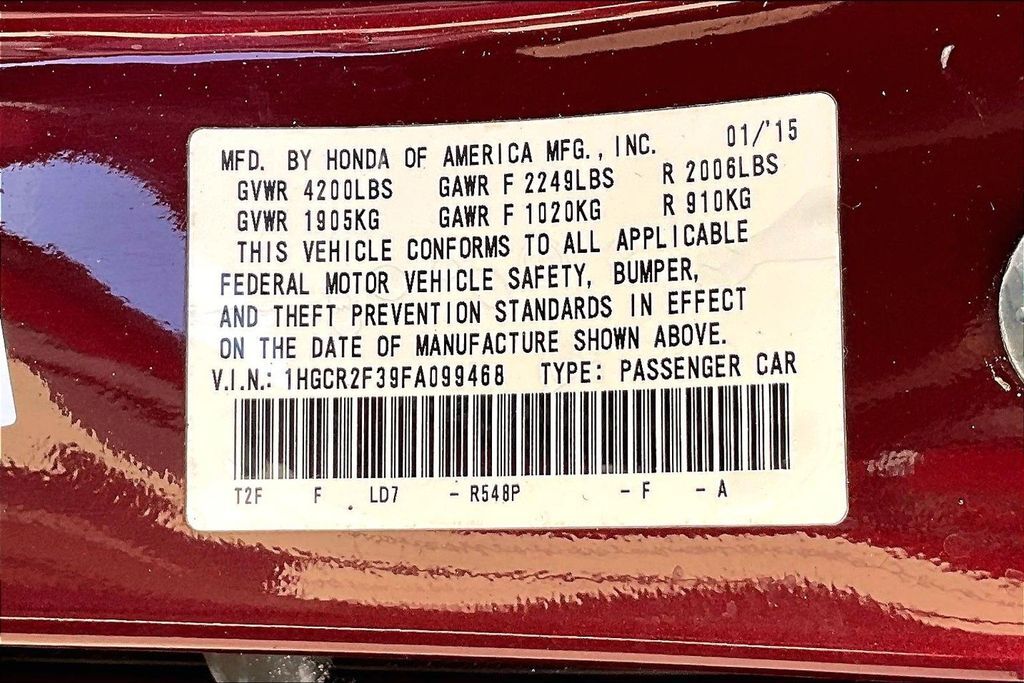 MFD. BY HONDA OF AMERICA MFG., INC. 01/'15
GVWR 4200LBS GAWR F 2249LBS R 2006LBS
GVWR 1905KG GAWR F 1020KG R 910KG
THIS VEHICLE CONFORMS TO ALL APPLICABLE
FEDERAL MOTOR VEHICLE SAFETY, BUMPER,
AND THEFT PREVENTION STANDARDS IN EFFECT
ON THE DATE OF MANUFACTURE SHOWN ABOVE.
V.I.N.: 1HGCR2F39FA099468 TYPE: PASSENGER CAR
T2F F LD7 - R548P - F - A